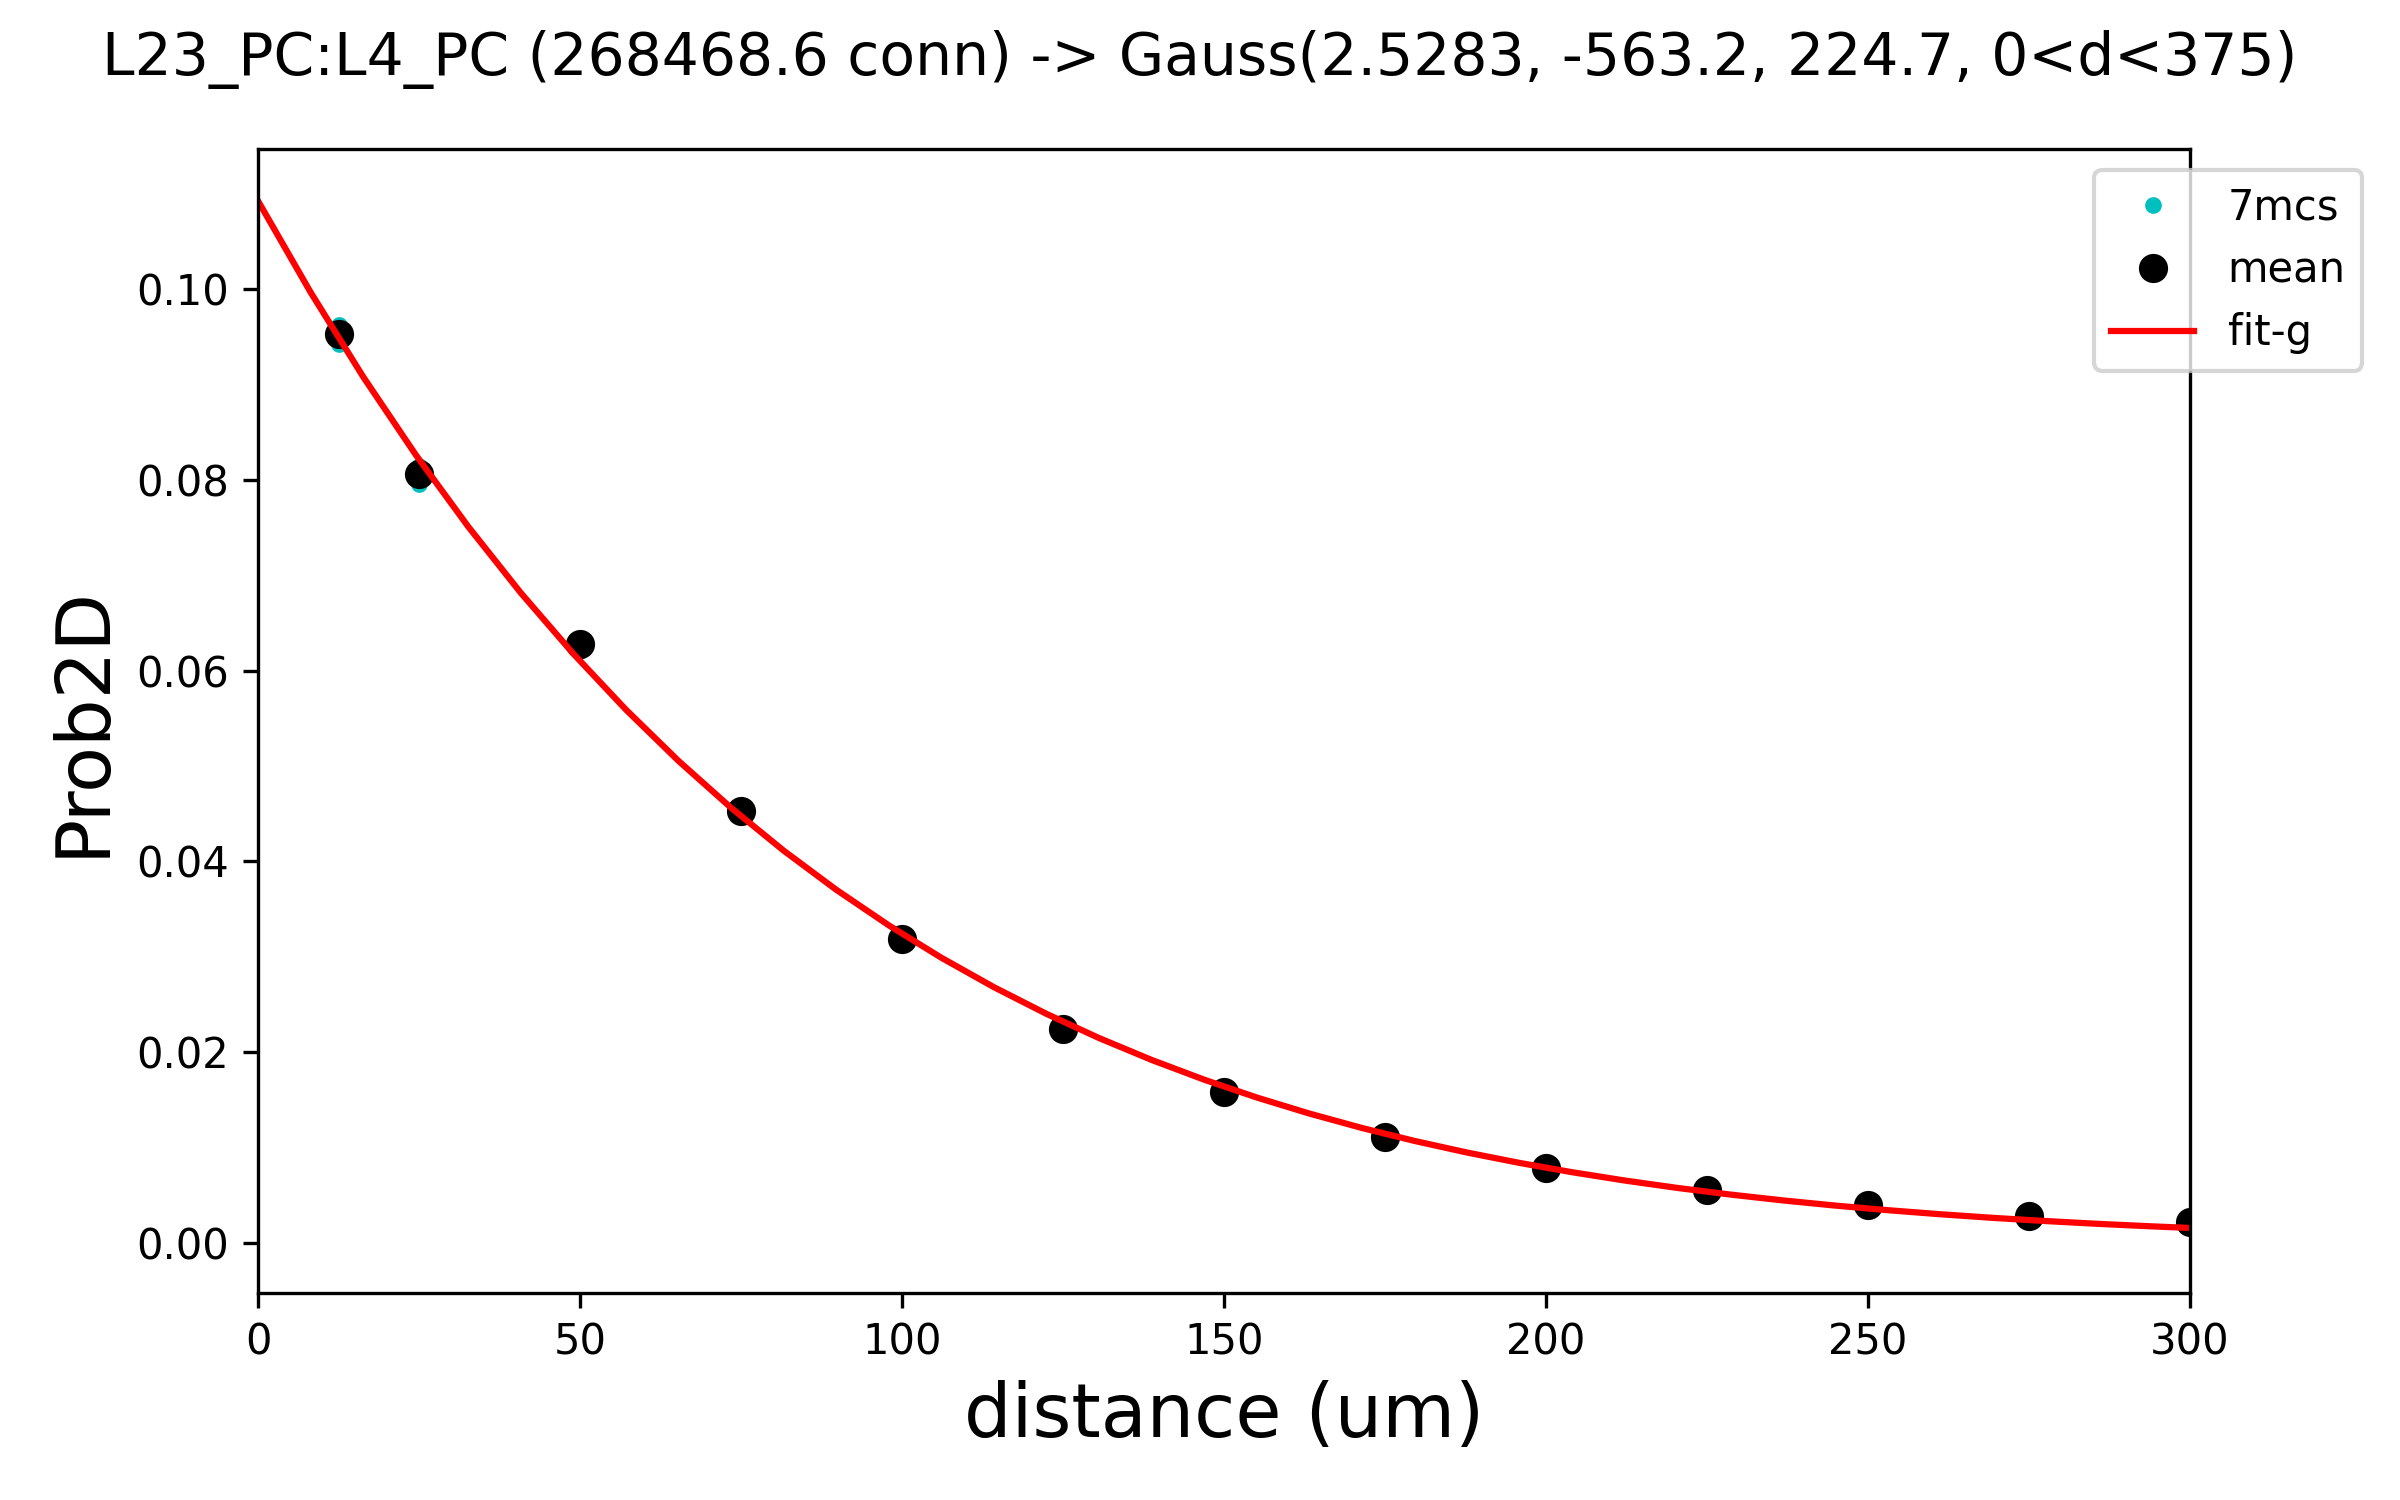 L23_PC:L4_PC (268468.6 conn) -> Gauss(2.5283, -563.2, 224.7, 0<d<375)
7mcs
mean
fit-g
Prob2D
0.10
0.08
0.06
0.04
0.02
0.00
0 50 100 150 200 250 300
distance (um)